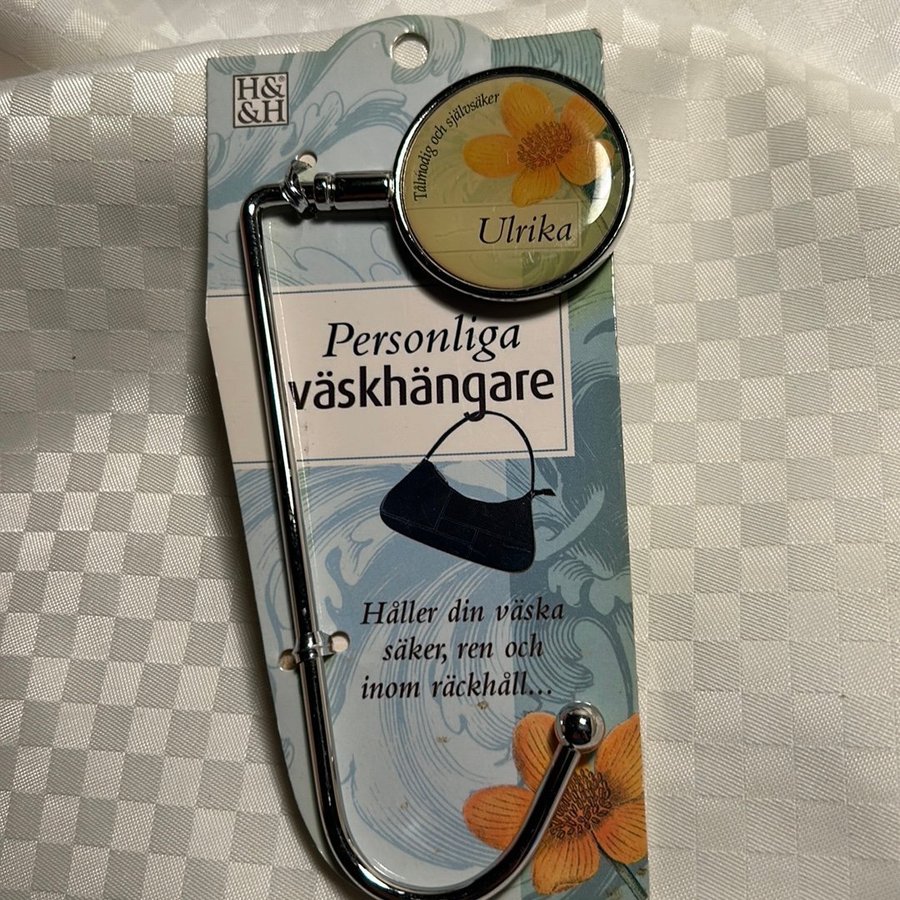 H&®
&H
Tålmodig och självsäker
Ulrika
Personliga
väskhängare
Håller din väska
säker, ren och
inom räckhåll...